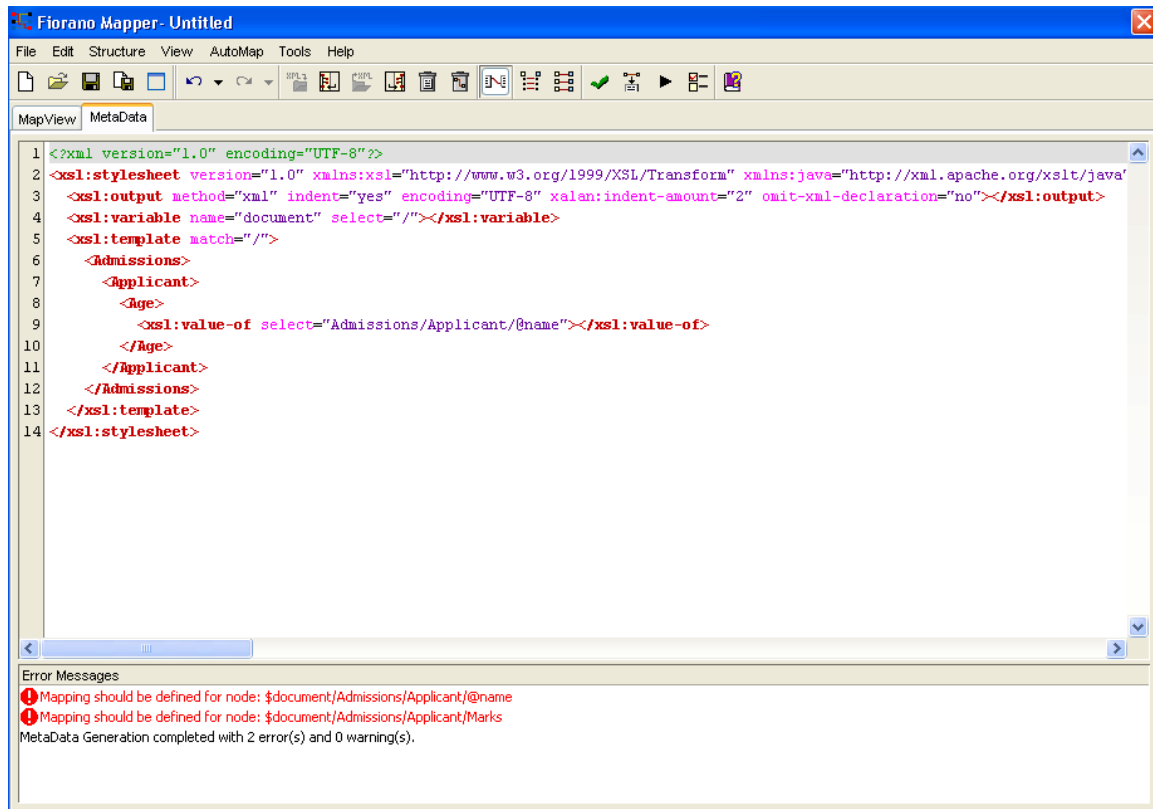 Fiorano Mapper- Untitled
File Edit Structure View AutoMap Tools Help
MapView MetaData
1 <?xml version="1.0" encoding="UTF-8"?>
2 <xsl:stylesheet version="1.0" xmlns:xsl="http://www.w3.org/1999/XSL/Transform" xmlns:java="http://xml.apache.org/xslt/java"
3 <xsl:output method="xml" indent="yes" encoding="UTF-8" xalan:indent-amount="2" omit-xml-declaration="no"></xsl:output>
4 <xsl:variable name="document" select="/"></xsl:variable>
5 <xsl:template match="/">
6 <Admissions>
7 <Applicant>
8 <Age>
9 <xsl:value-of select="Admissions/Applicant/@name"></xsl:value-of>
10 </Age>
11 </Applicant>
12 </Admissions>
13 </xsl:template>
14 </xsl:stylesheet>
Error Messages
Mapping should be defined for node: $document/Admissions/Applicant/@name
Mapping should be defined for node: $document/Admissions/Applicant/Marks
MetaData Generation completed with 2 error(s) and 0 warning(s).